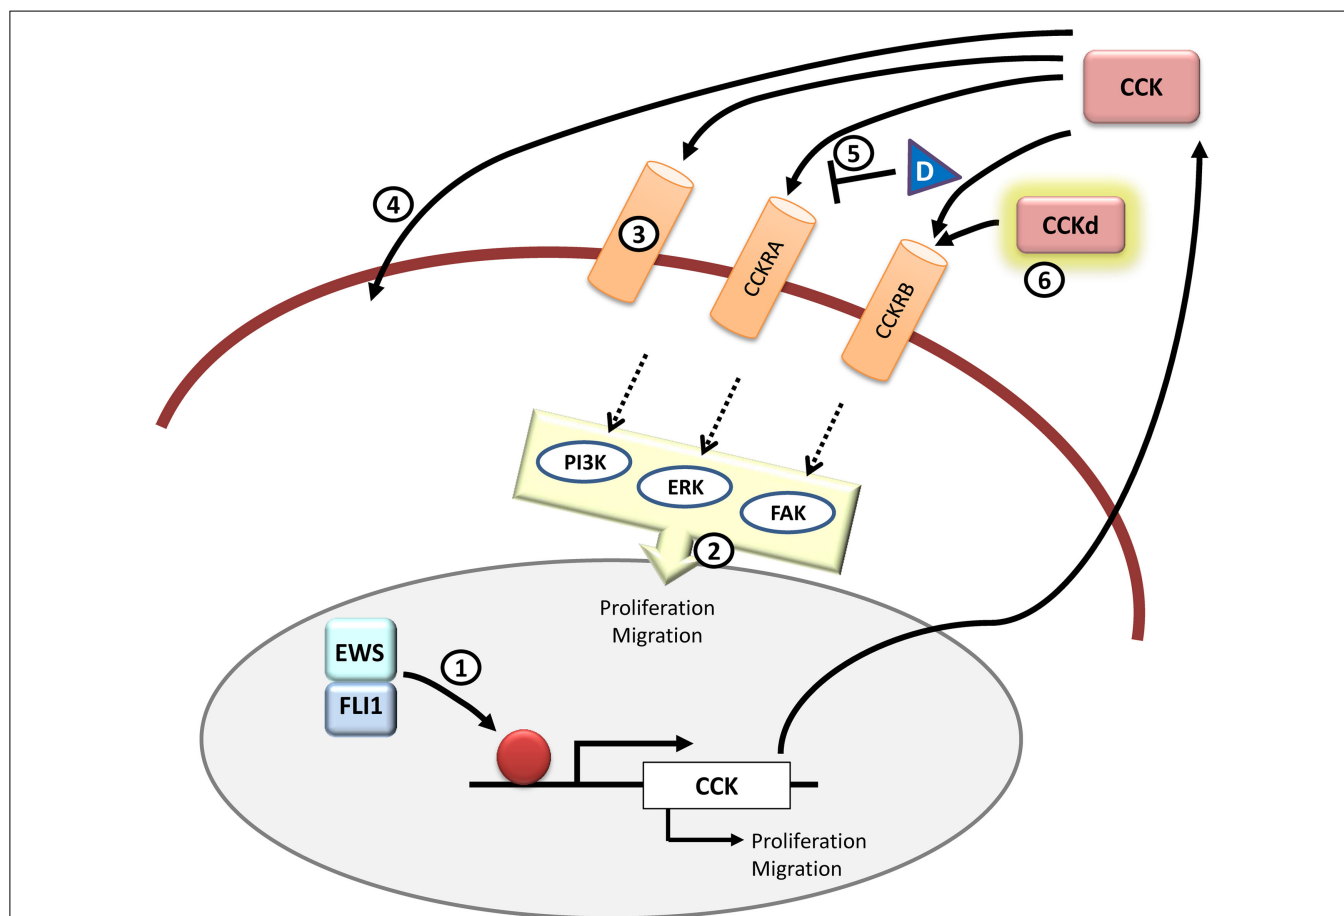 CCK
5
D
4
3
CCKRA
CCKd
6
CCKRB
PI3K
ERK
FAK
2
Proliferation
Migration
EWS
FLI1
1
CCK
Proliferation
Migration